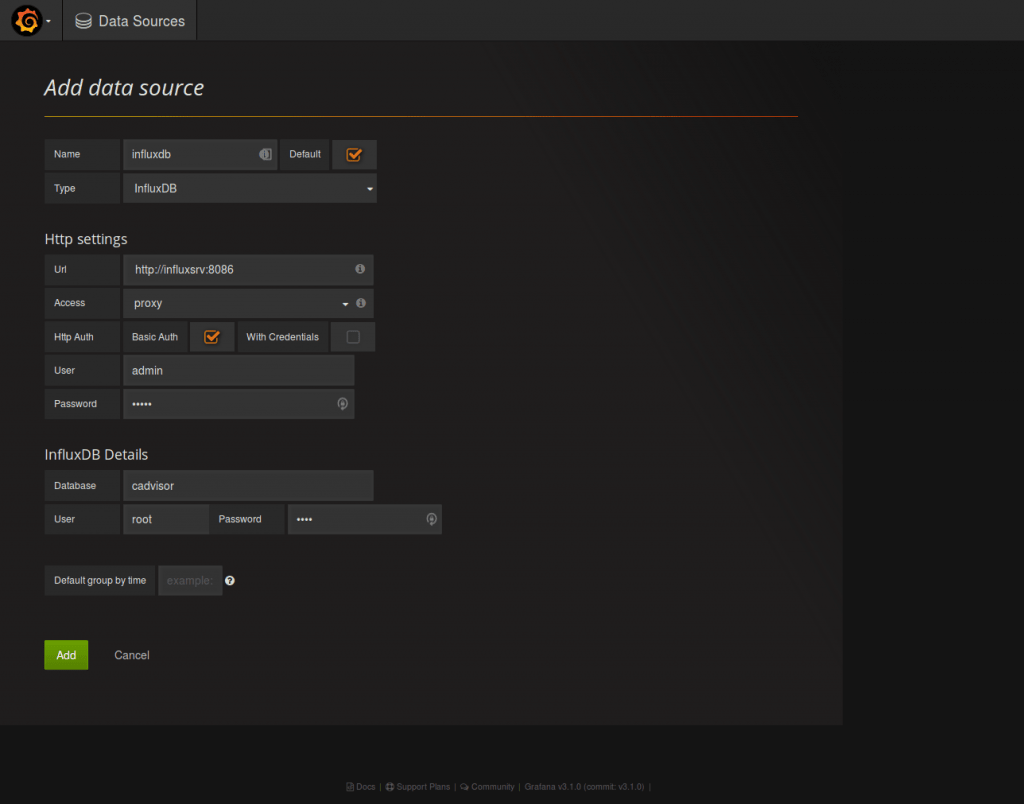 Data Sources
Add data source
Name influxdb Default
Type InfluxDB
Http settings
Url http://influxsrv:8086
Access proxy
Http Auth Basic Auth With Credentials
User admin
Password •••••
InfluxDB Details
Database cadvisor
User root Password ••••
Default group by time example:
Add Cancel
Docs | Support Plans | Community | Grafana v3.1.0 (commit: v3.1.0) |